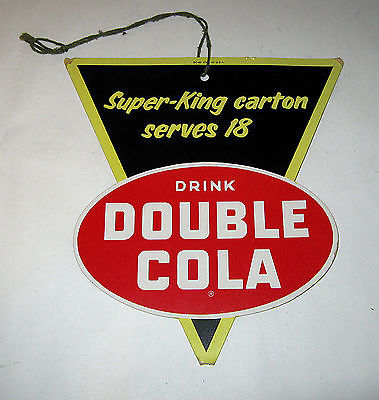 Super-King carton
serves 18
DRINK
DOUBLE
COLA
®